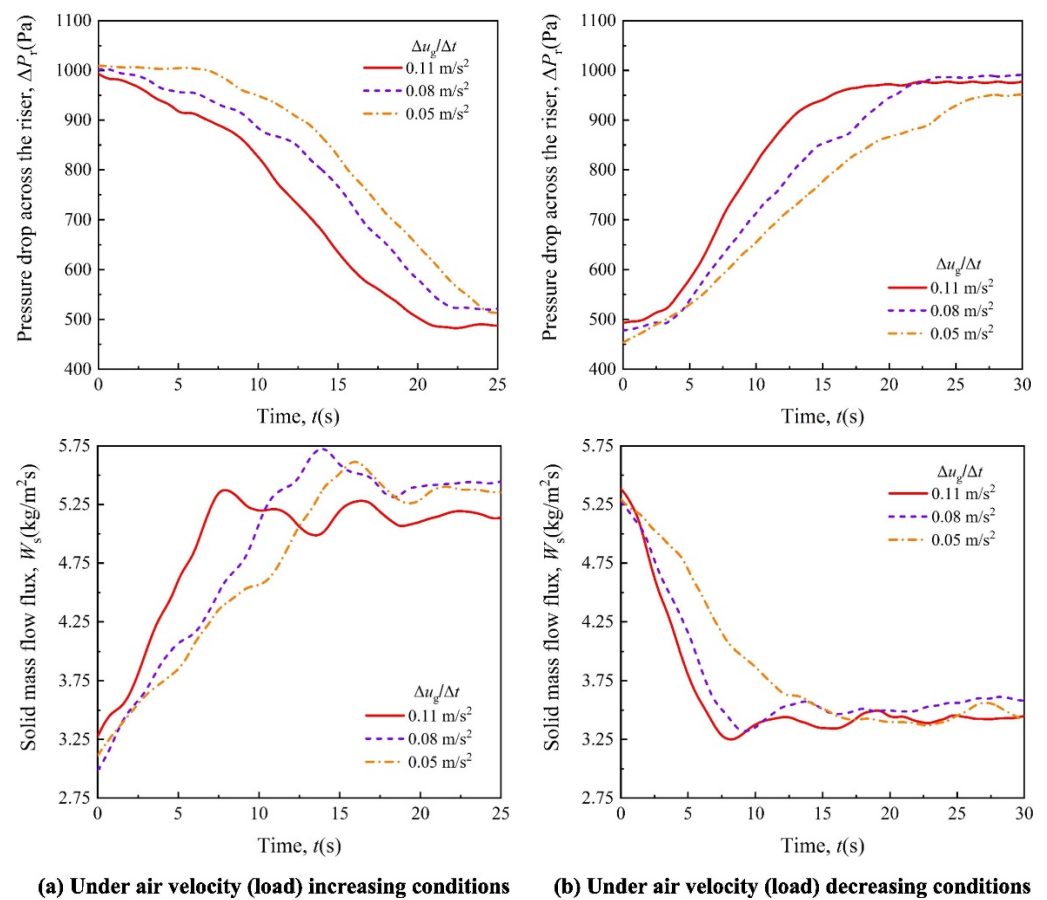 1100
1000
900
800
700
600
500
400
Pressure drop across the riser, ΔPᵣ(Pa)
Δu_g/Δt
0.11 m/s²
0.08 m/s²
0.05 m/s²
0 5 10 15 20 25
Time, t(s)
1100
1000
900
800
700
600
500
400
Pressure drop across the riser, ΔPᵣ(Pa)
Δu_g/Δt
0.11 m/s²
0.08 m/s²
0.05 m/s²
0 5 10 15 20 25 30
Time, t(s)
5.75
5.25
4.75
4.25
3.75
3.25
2.75
Solid mass flow flux, Wₛ(kg/m²s)
Δu_g/Δt
0.11 m/s²
0.08 m/s²
0.05 m/s²
0 5 10 15 20 25
Time, t(s)
5.75
5.25
4.75
4.25
3.75
3.25
2.75
Solid mass flow flux, Wₛ(kg/m²s)
Δu_g/Δt
0.11 m/s²
0.08 m/s²
0.05 m/s²
0 5 10 15 20 25 30
Time, t(s)
(a) Under air velocity (load) increasing conditions
(b) Under air velocity (load) decreasing conditions